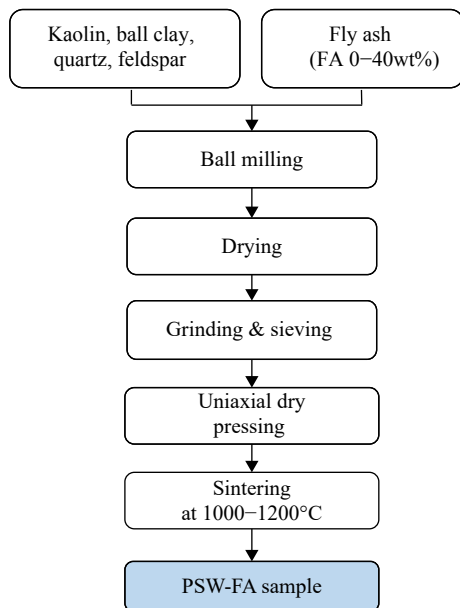 Kaolin, ball clay,
quartz, feldspar
Fly ash
(FA 0−40wt%)
Ball milling
Drying
Grinding & sieving
Uniaxial dry
pressing
Sintering
at 1000−1200°C
PSW-FA sample